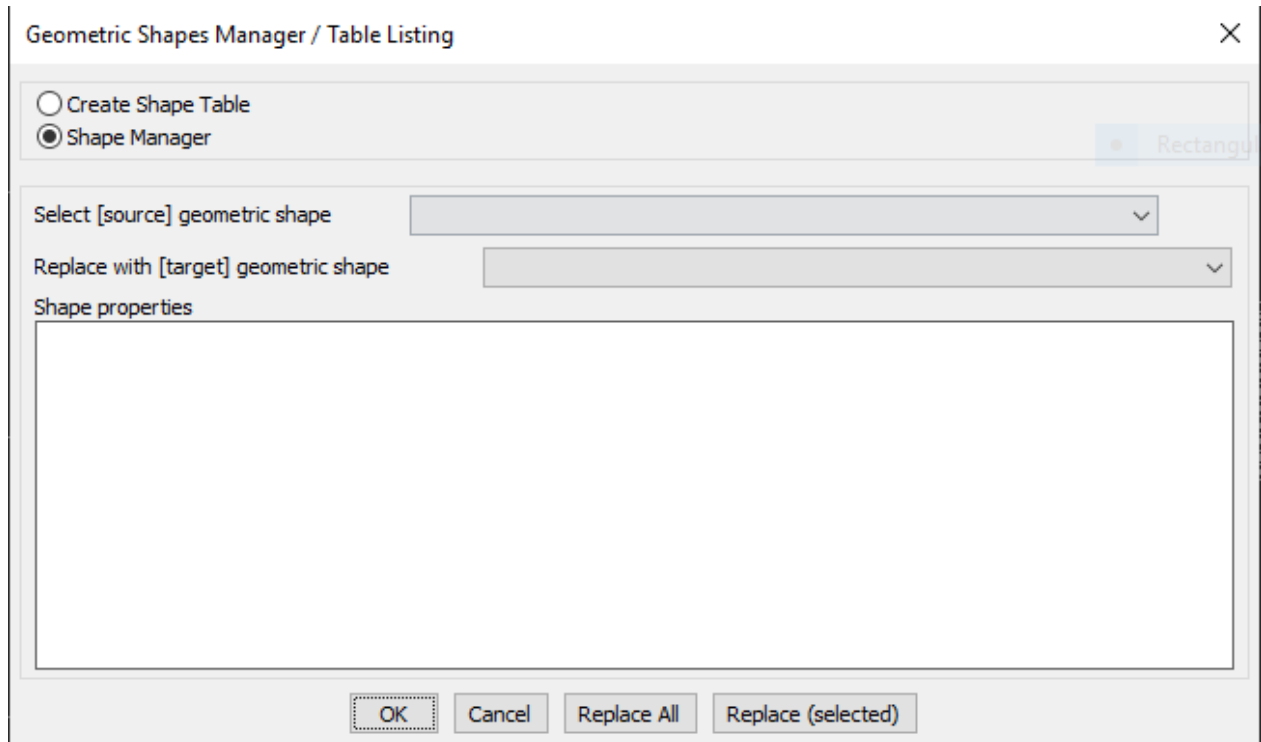 Geometric Shapes Manager / Table Listing
Create Shape Table
Shape Manager
Select [source] geometric shape
Replace with [target] geometric shape
Shape properties
OK Cancel Replace All Replace (selected)